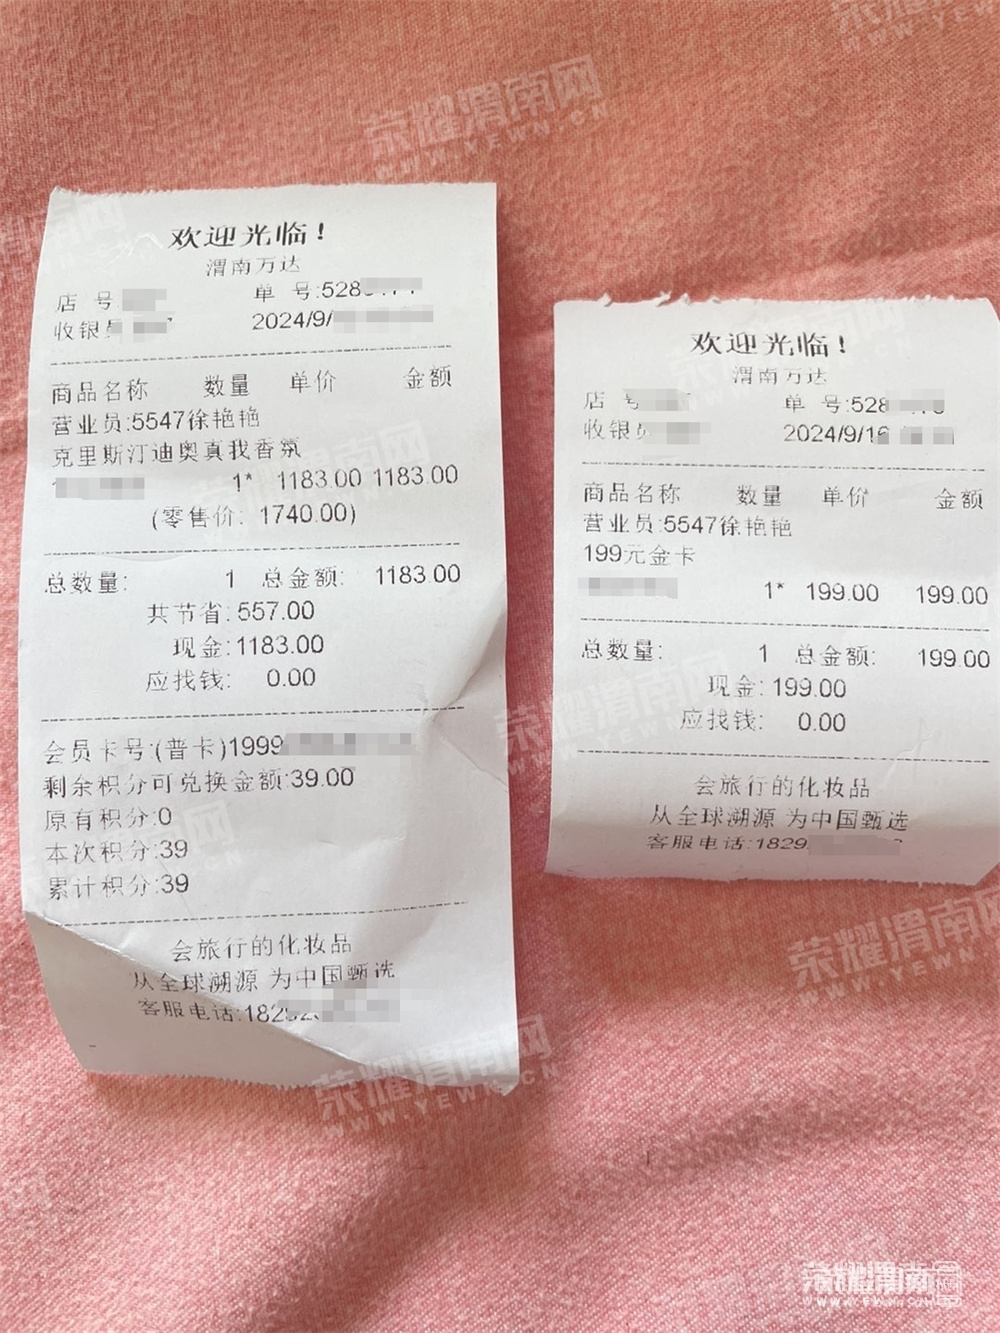 欢迎光临!
渭南万达
店 号 单 号:528
收银员 2024/9/
商品名称 数量 单价 金额
营业员:5547徐艳艳
克里斯汀迪奥真我香氛
1* 1183.00 1183.00
(零售价: 1740.00)
总数量: 1 总金额: 1183.00
共节省: 557.00
现金: 1183.00
应找钱: 0.00
会员卡号:(普卡)1999
剩余积分可兑换金额:39.00
原有积分:0
本次积分:39
累计积分:39
会旅行的化妆品
从全球溯源 为中国甄选
客服电话:182
欢迎光临!
渭南万达
店 号 单 号:528
收银员 2024/9/16
商品名称 数量 单价 金额
营业员:5547徐艳艳
199元金卡
1* 199.00 199.00
总数量: 1 总金额: 199.00
现金: 199.00
应找钱: 0.00
会旅行的化妆品
从全球溯源 为中国甄选
客服电话:1829
荣耀渭南网
WWW.YEWN.CN